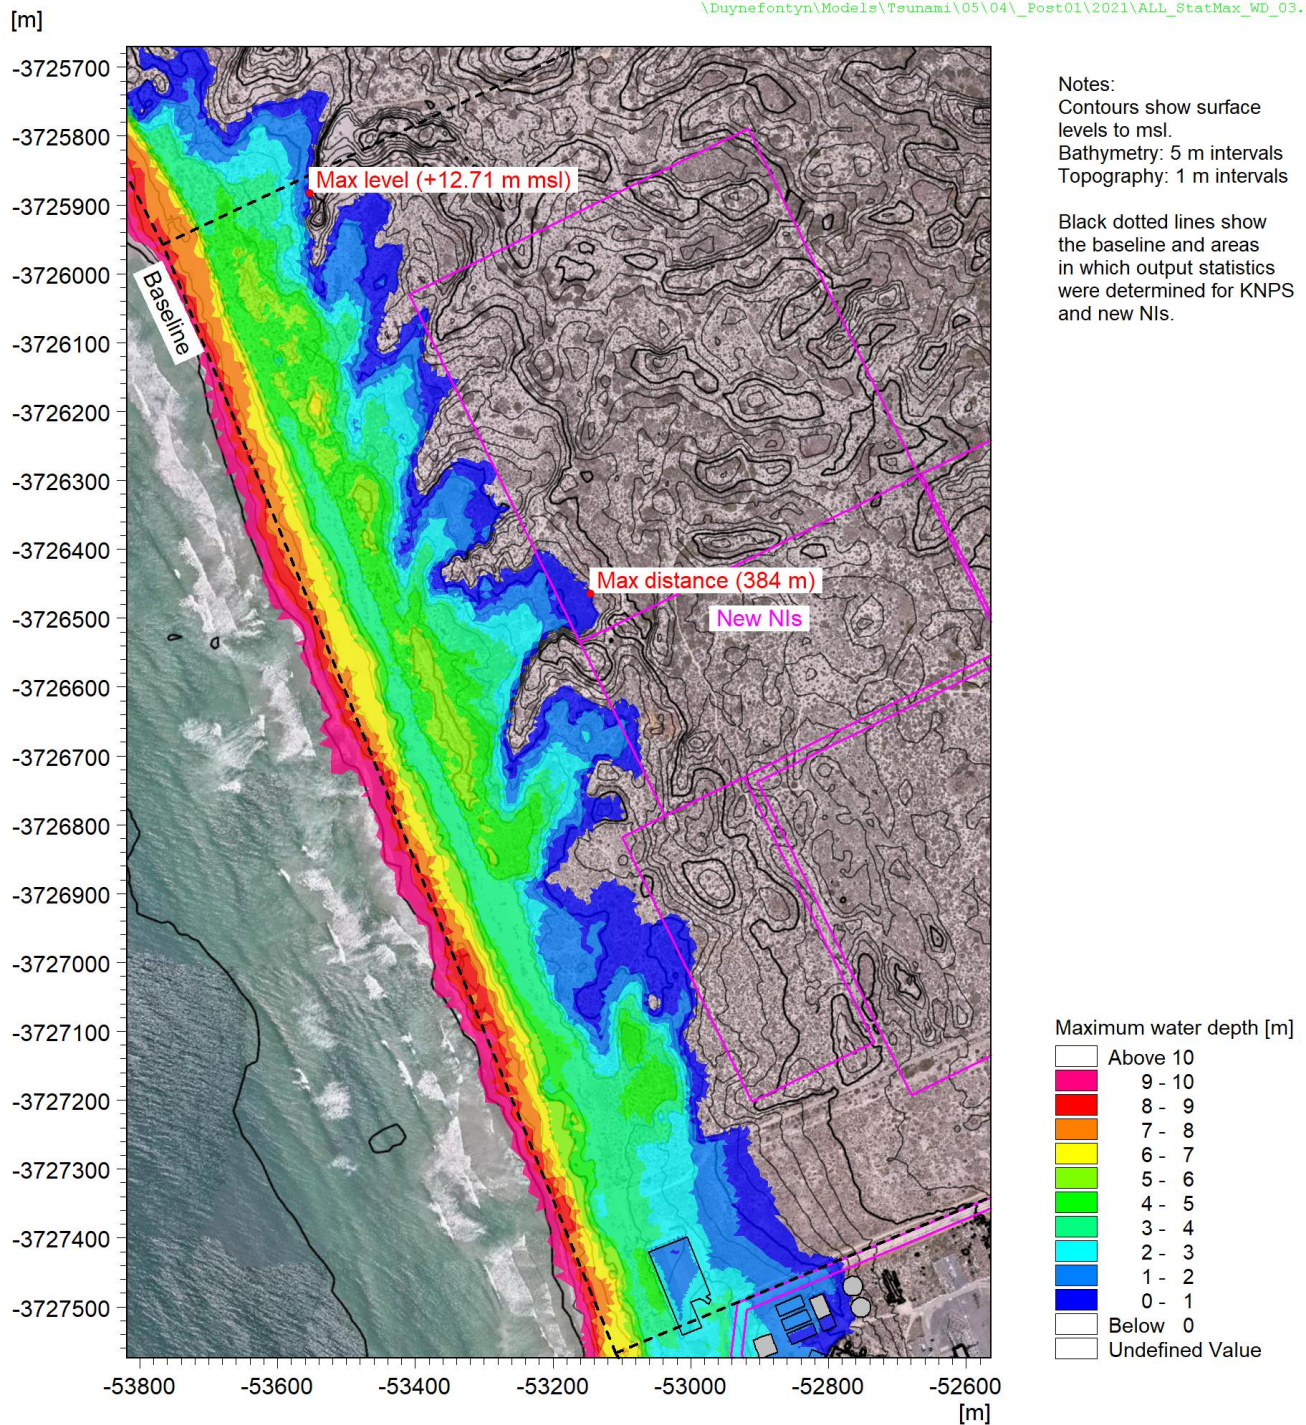 \Duynefontyn\Models\Tsunami\05\04\_Post01\2021\ALL_StatMax_WD_03.
[m]
-3725700
-3725800
-3725900
-3726000
-3726100
-3726200
-3726300
-3726400
-3726500
-3726600
-3726700
-3726800
-3726900
-3727000
-3727100
-3727200
-3727300
-3727400
-3727500
Max level (+12.71 m msl)
Baseline
Max distance (384 m)
New NIs
-53800
-53600
-53400
-53200
-53000
-52800
-52600
[m]
Notes:
Contours show surface
levels to msl.
Bathymetry: 5 m intervals
Topography: 1 m intervals
Black dotted lines show
the baseline and areas
in which output statistics
were determined for KNPS
and new NIs.
Maximum water depth [m]
Above 10
9 - 10
8 - 9
7 - 8
6 - 7
5 - 6
4 - 5
3 - 4
2 - 3
1 - 2
0 - 1
Below 0
Undefined Value